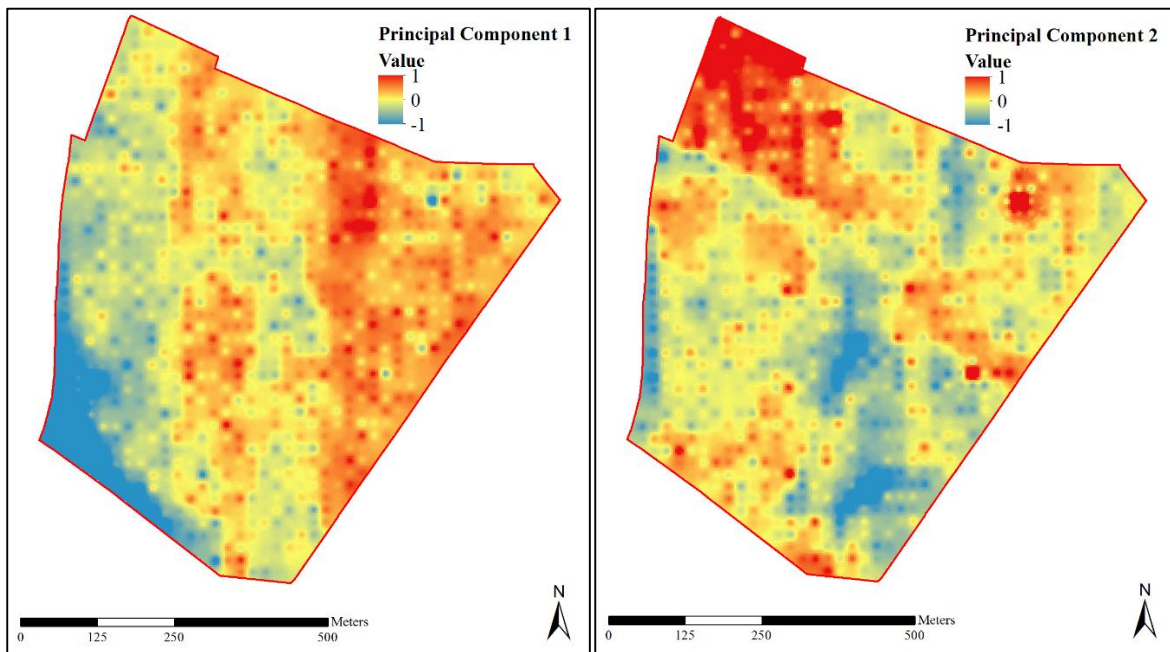 Principal Component 1
Value
1
0
-1
N
Meters
0 125 250 500
Principal Component 2
Value
1
0
-1
N
Meters
0 125 250 500